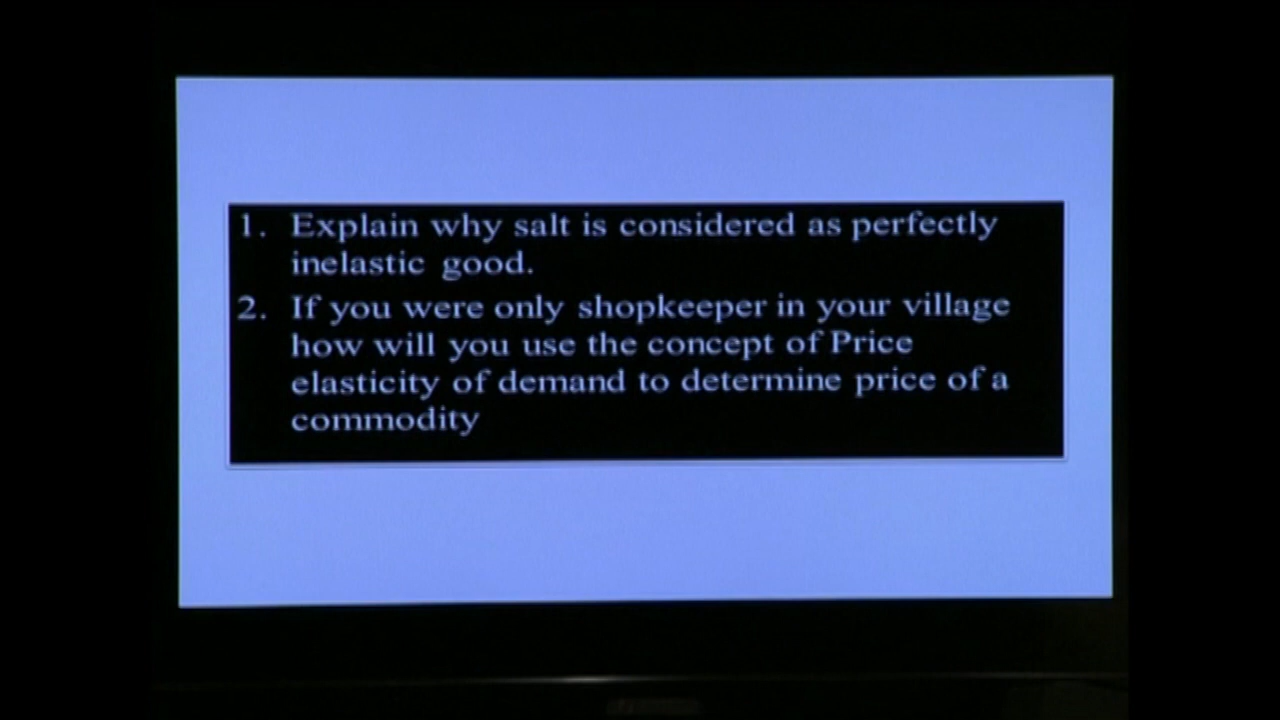 1. Explain why salt is considered as perfectly
inelastic good.
2. If you were only shopkeeper in your village
how will you use the concept of Price
elasticity of demand to determine price of a
commodity